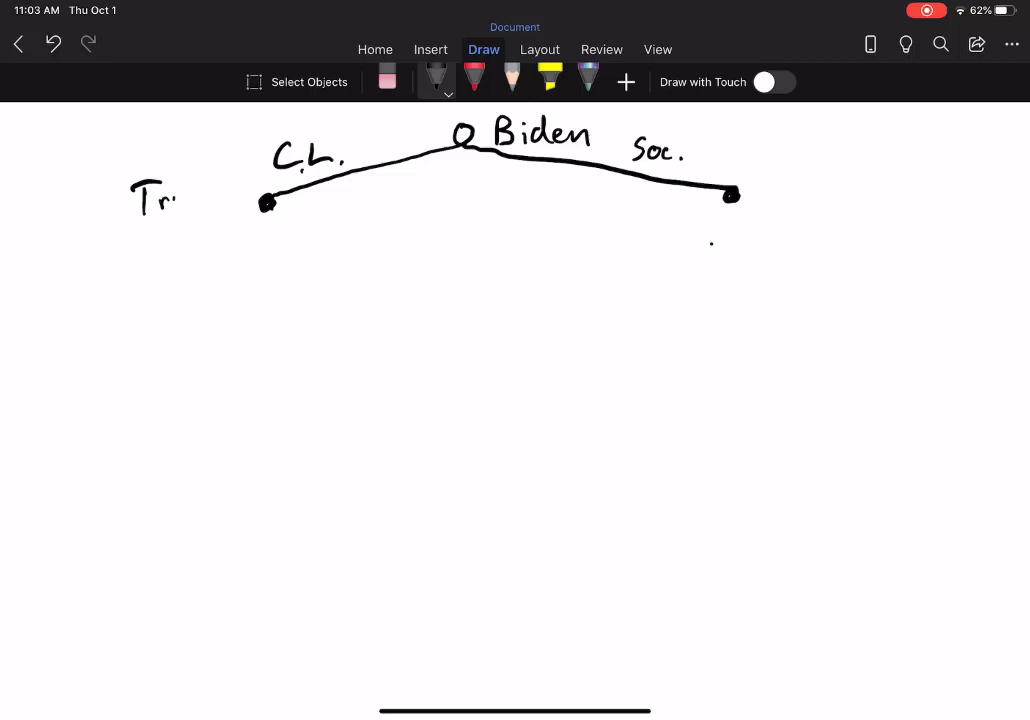 11:03 AM Thu Oct 1 62%
Document
Home Insert Draw Layout Review View
Select Objects Draw with Touch
Biden
C.L. Soc.
Tr.